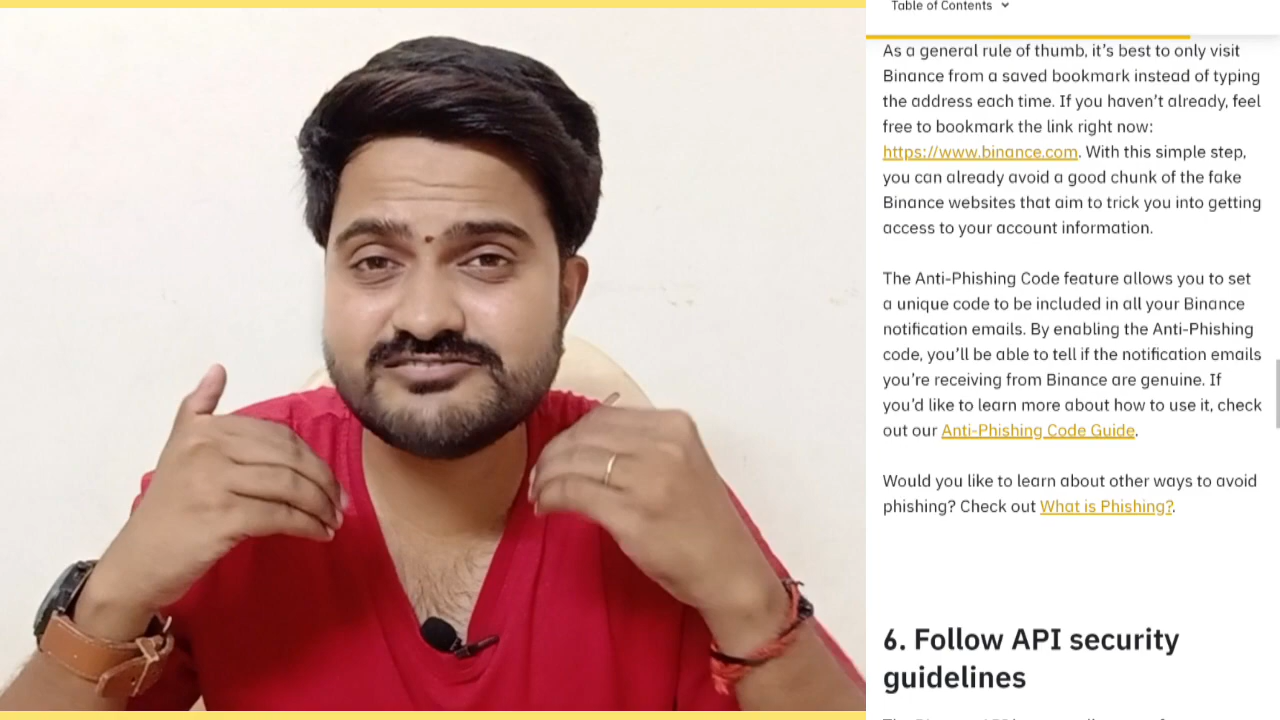 Table of Contents
As a general rule of thumb, it’s best to only visit
Binance from a saved bookmark instead of typing
the address each time. If you haven’t already, feel
free to bookmark the link right now:
https://www.binance.com. With this simple step,
you can already avoid a good chunk of the fake
Binance websites that aim to trick you into getting
access to your account information.
The Anti-Phishing Code feature allows you to set
a unique code to be included in all your Binance
notification emails. By enabling the Anti-Phishing
code, you’ll be able to tell if the notification emails
you’re receiving from Binance are genuine. If
you’d like to learn more about how to use it, check
out our Anti-Phishing Code Guide.
Would you like to learn about other ways to avoid
phishing? Check out What is Phishing?.
6. Follow API security
guidelines